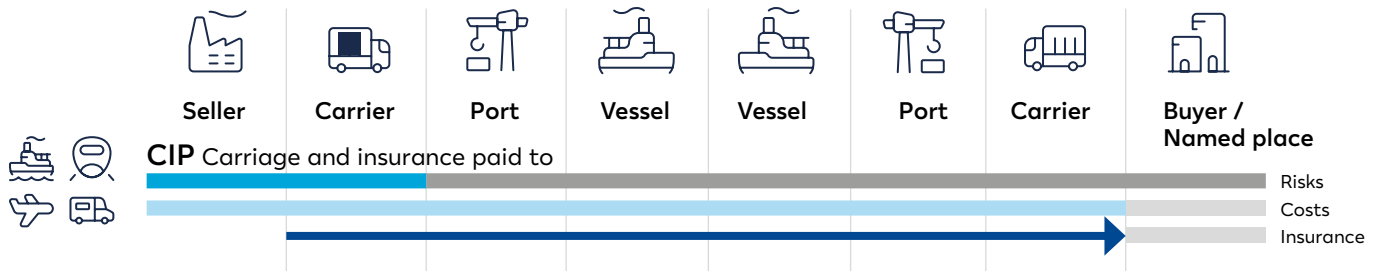 Seller
Carrier
Port
Vessel
Vessel
Port
Carrier
Buyer /
Named place
CIP Carriage and insurance paid to
Risks
Costs
Insurance